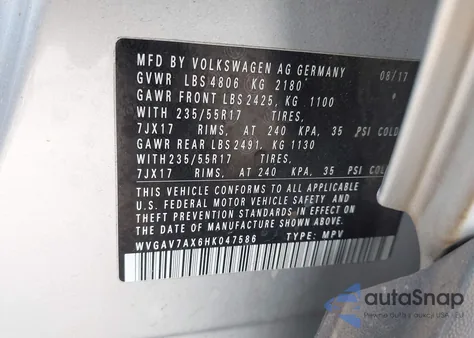 MFD BY VOLKSWAGEN AG GERMANY 08/17
GVWR LBS 4806 KG 2180
GAWR FRONT LBS 2425, KG 1100
WITH 235/55R17 TIRES,
7JX17 RIMS, AT 240 KPA, 35 PSI COLD
GAWR REAR LBS 2491, KG 1130
WITH 235/55R17 TIRES,
7JX17 RIMS, AT 240 KPA, 35 PSI COLD
THIS VEHICLE CONFORMS TO ALL APPLICABLE
U.S. FEDERAL MOTOR VEHICLE SAFETY AND
THEFT PREVENTION STANDARDS IN EFFECT ON
THE DATE OF MANUFACTURE SHOWN ABOVE.
WVGAV7AX6HK047586 TYPE: MPV
autoSnap